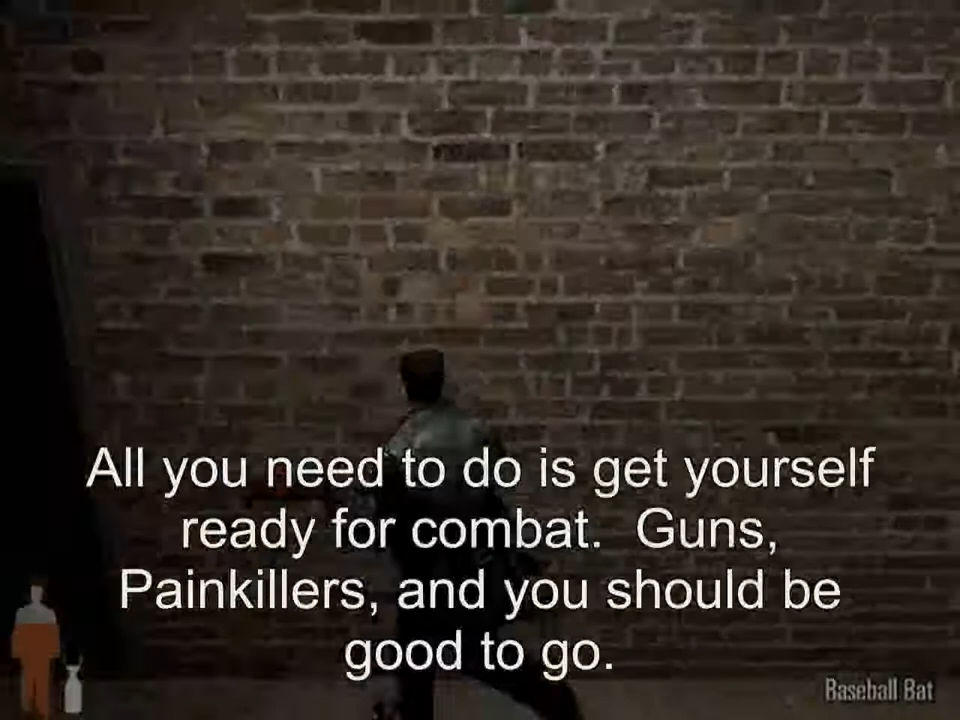 All you need to do is get yourself
ready for combat.  Guns,
Painkillers, and you should be
good to go.
Baseball Bat